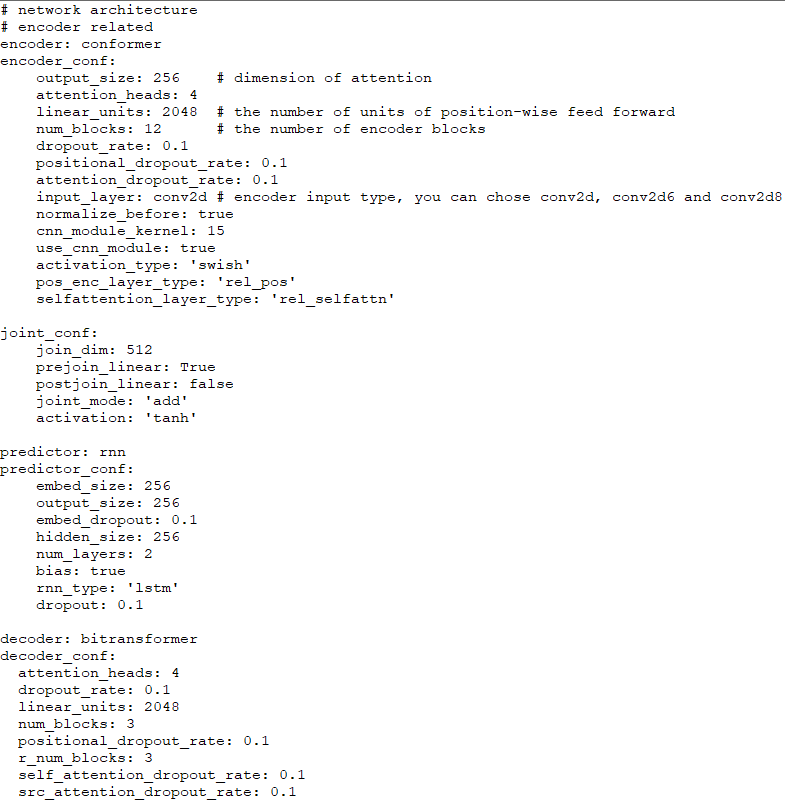 # network architecture
# encoder related
encoder: conformer
encoder_conf:
    output_size: 256    # dimension of attention
    attention_heads: 4
    linear_units: 2048  # the number of units of position-wise feed forward
    num_blocks: 12      # the number of encoder blocks
    dropout_rate: 0.1
    positional_dropout_rate: 0.1
    attention_dropout_rate: 0.1
    input_layer: conv2d # encoder input type, you can chose conv2d, conv2d6 and conv2d8
    normalize_before: true
    cnn_module_kernel: 15
    use_cnn_module: true
    activation_type: 'swish'
    pos_enc_layer_type: 'rel_pos'
    selfattention_layer_type: 'rel_selfattn'

joint_conf:
    join_dim: 512
    prejoin_linear: True
    postjoin_linear: false
    joint_mode: 'add'
    activation: 'tanh'

predictor: rnn
predictor_conf:
    embed_size: 256
    output_size: 256
    embed_dropout: 0.1
    hidden_size: 256
    num_layers: 2
    bias: true
    rnn_type: 'lstm'
    dropout: 0.1

decoder: bitransformer
decoder_conf:
  attention_heads: 4
  dropout_rate: 0.1
  linear_units: 2048
  num_blocks: 3
  positional_dropout_rate: 0.1
  r_num_blocks: 3
  self_attention_dropout_rate: 0.1
  src_attention_dropout_rate: 0.1